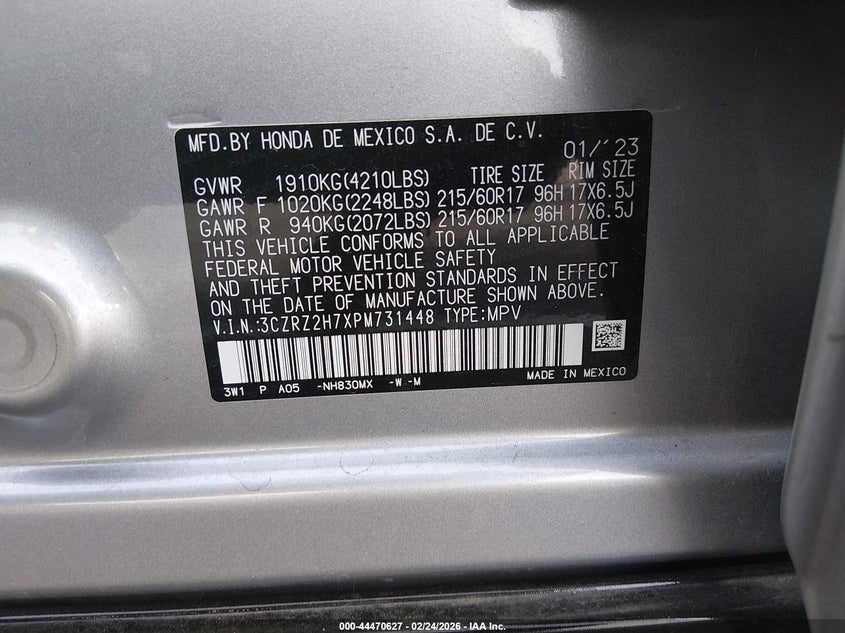 MFD.BY HONDA DE MEXICO S.A. DE C.V.
01/'23
GVWR 1910KG(4210LBS) TIRE SIZE RIM SIZE
GAWR F 1020KG(2248LBS) 215/60R17 96H 17X6.5J
GAWR R 940KG(2072LBS) 215/60R17 96H 17X6.5J
THIS VEHICLE CONFORMS TO ALL APPLICABLE
FEDERAL MOTOR VEHICLE SAFETY
AND THEFT PREVENTION STANDARDS IN EFFECT
ON THE DATE OF MANUFACTURE SHOWN ABOVE.
V.I.N.:3CZRZ2H7XPM731448 TYPE:MPV
3W1 P A05 -NH830MX -W -M MADE IN MEXICO
000-44470627 - 02/24/2026 - IAA Inc.